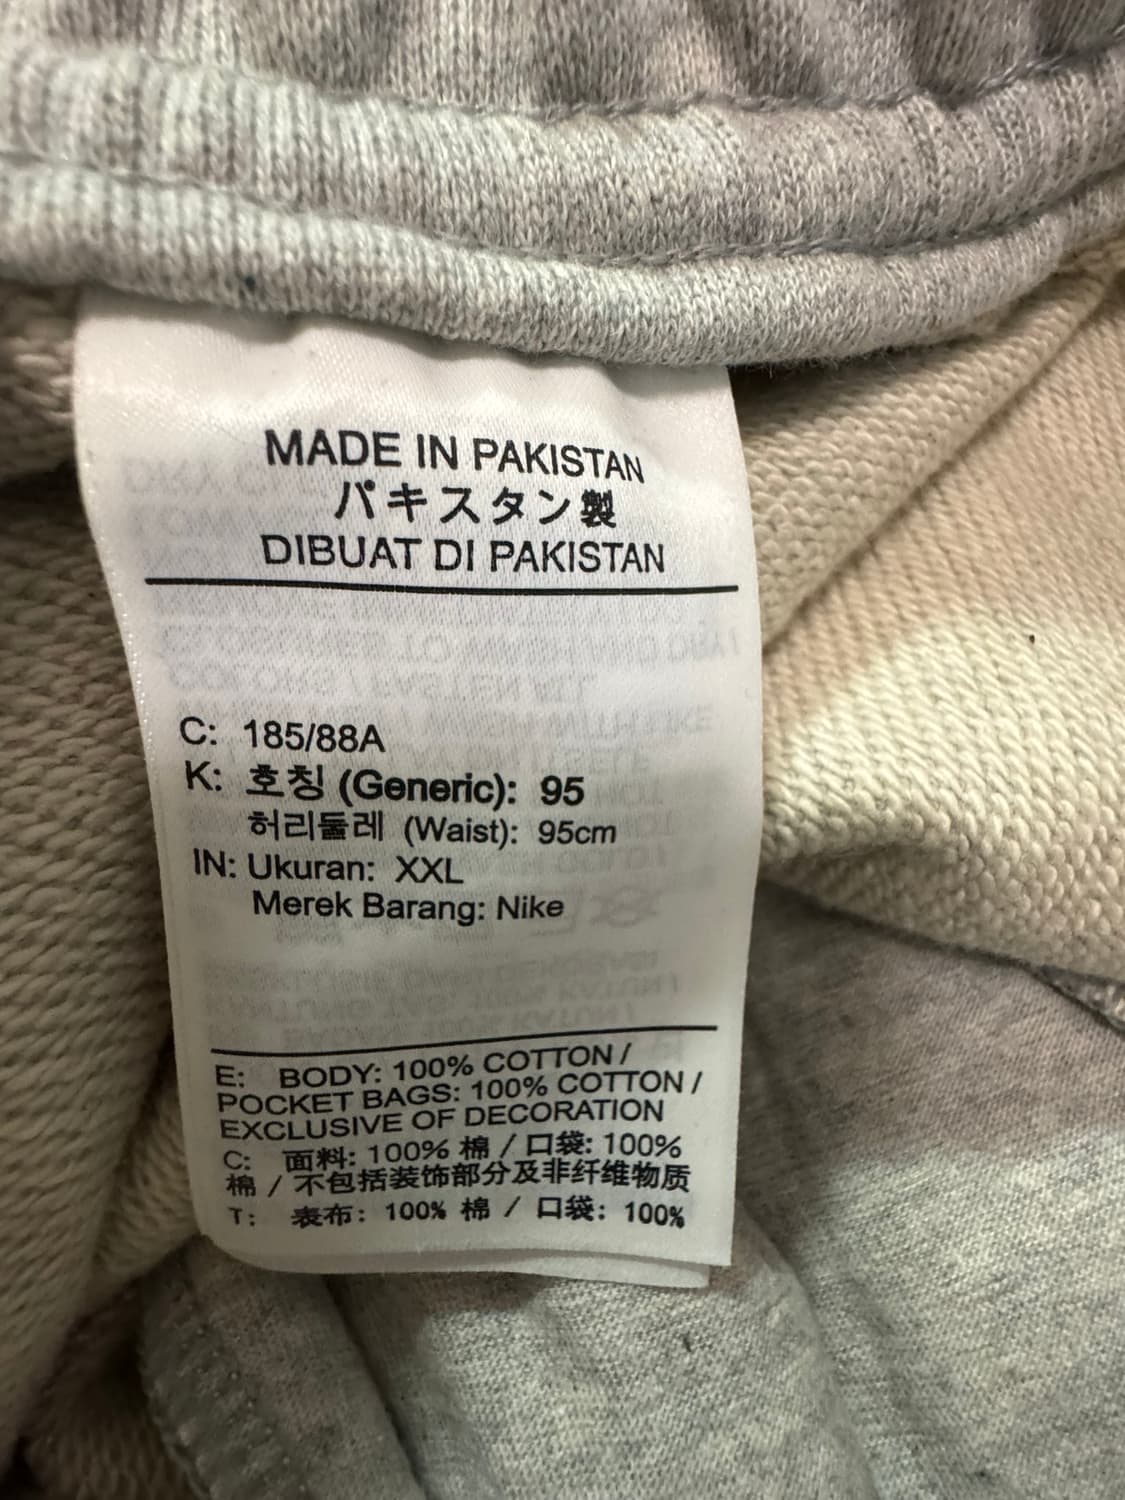 MADE IN PAKISTAN
パキスタン製
DIBUAT DI PAKISTAN
C: 185/88A
K: 호칭 (Generic): 95
허리둘레 (Waist): 95cm
IN: Ukuran: XXL
Merek Barang: Nike
E: BODY: 100% COTTON /
POCKET BAGS: 100% COTTON /
EXCLUSIVE OF DECORATION
C: 面料: 100% 棉 / 口袋: 100%
棉 / 不包括装饰部分及非纤维物质
T: 表布: 100% 棉 / 口袋: 100%